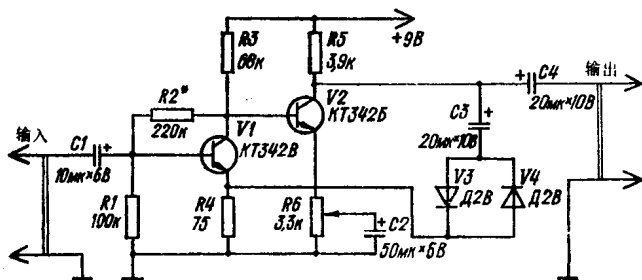 R3
68к
R5
3,9к
+9В
R2*
220к
V1
КТ342В
V2
КТ342Б
C4
+
20мк×10В
输出
C3
+
20мк×10В
输入
C1
+
10мк×6В
R1
100к
R4
75
R6
3,3к
+
C2
50мк×6В
V3
Д2В
V4
Д2В